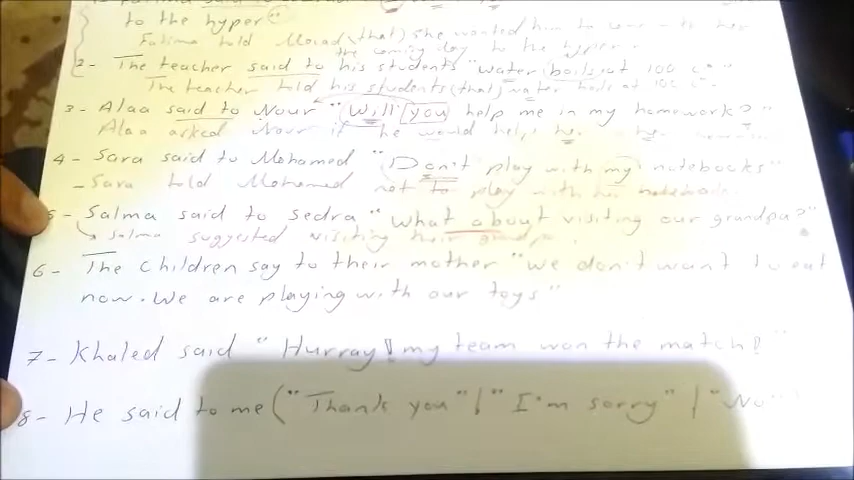 to the hyper"
Fatima told Morad (that) she wanted him to come with her
the coming day to the hyper.
2- The teacher said to his students "water boils at 100 c°"
The teacher told his students (that) water boils at 100 c°.
3- Alaa said to Nour "Will you help me in my homework?"
Alaa asked Nour if he would help
4- Sara said to Mohamed "Don't play with my notebooks"
- Sara told Mohamed not to play with her notebooks.
5- Salma said to sedra "What about visiting our grandpa?"
Salma suggested visiting their grandpa.
6- The children say to their mother "we don't want to eat
now. We are playing with our toys"
7- Khaled said "Hurray! my team won the match!"
8- He said to me ("Thank you" | "I'm sorry" | "No"